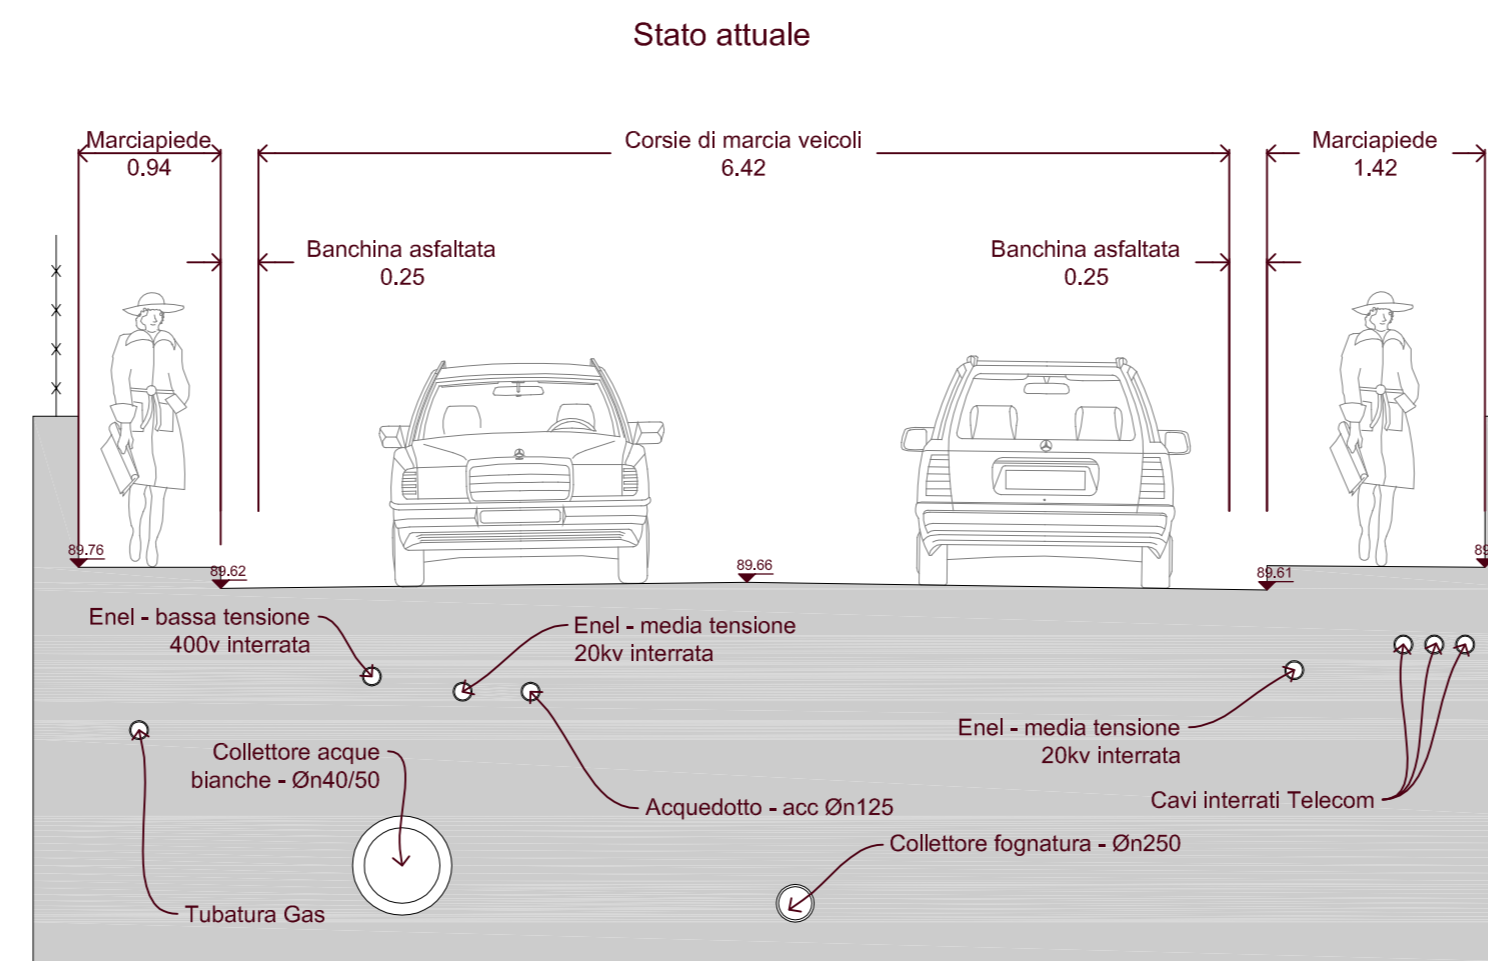 Stato attuale
Marciapiede
0.94
Corsie di marcia veicoli
6.42
Marciapiede
1.42
Banchina asfaltata
0.25
Banchina asfaltata
0.25
89.76
89.62
89.66
89.61
89
Enel - bassa tensione
400v interrata
Enel - media tensione
20kv interrata
Enel - media tensione
20kv interrata
Collettore acque
bianche - Øn40/50
Acquedotto - acc Øn125
Cavi interrati Telecom
Collettore fognatura - Øn250
Tubatura Gas